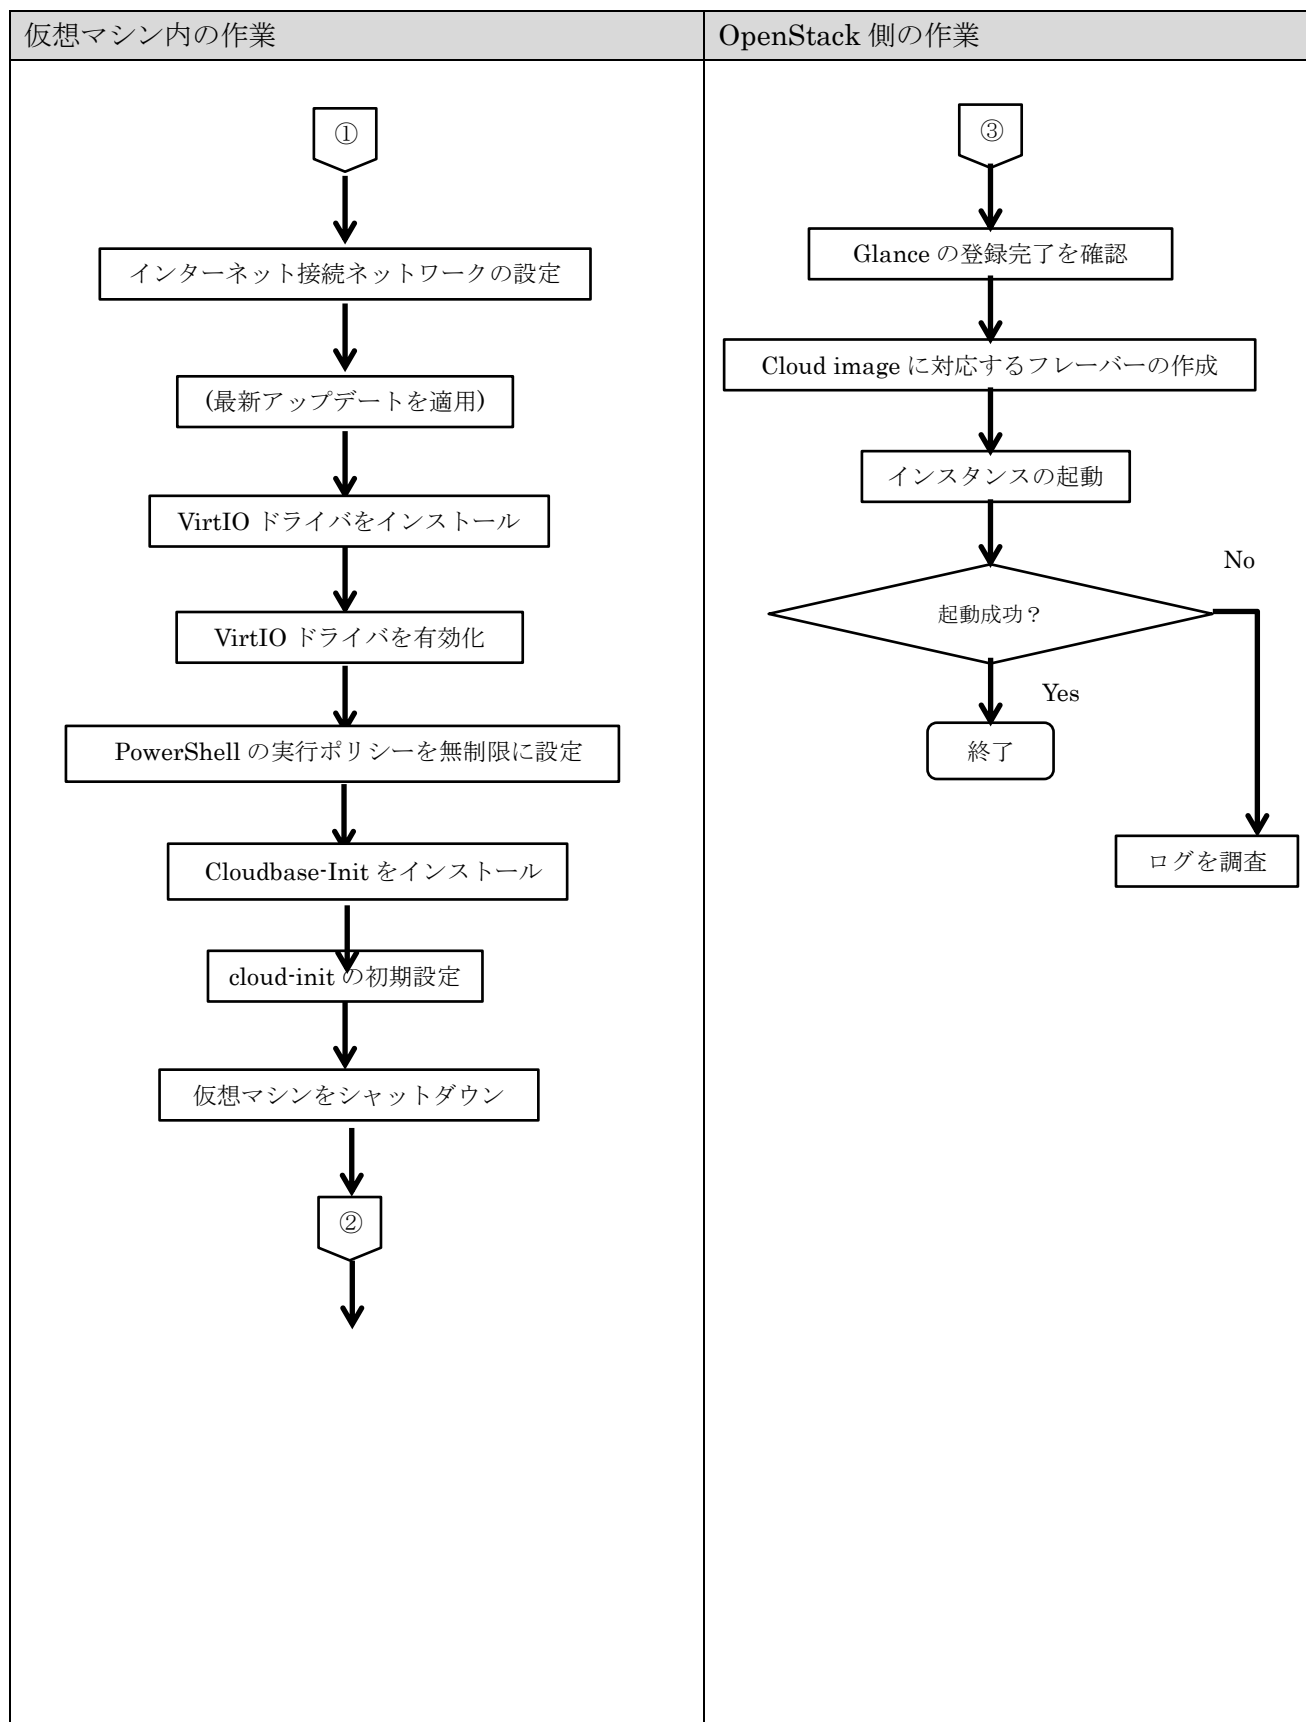 仮想マシン内の作業
OpenStack 側の作業
①
インターネット接続ネットワークの設定
(最新アップデートを適用)
VirtIO ドライバをインストール
VirtIO ドライバを有効化
PowerShell の実行ポリシーを無制限に設定
Cloudbase-Init をインストール
cloud-init の初期設定
仮想マシンをシャットダウン
②
③
Glance の登録完了を確認
Cloud image に対応するフレーバーの作成
インスタンスの起動
No
起動成功？
Yes
終了
ログを調査